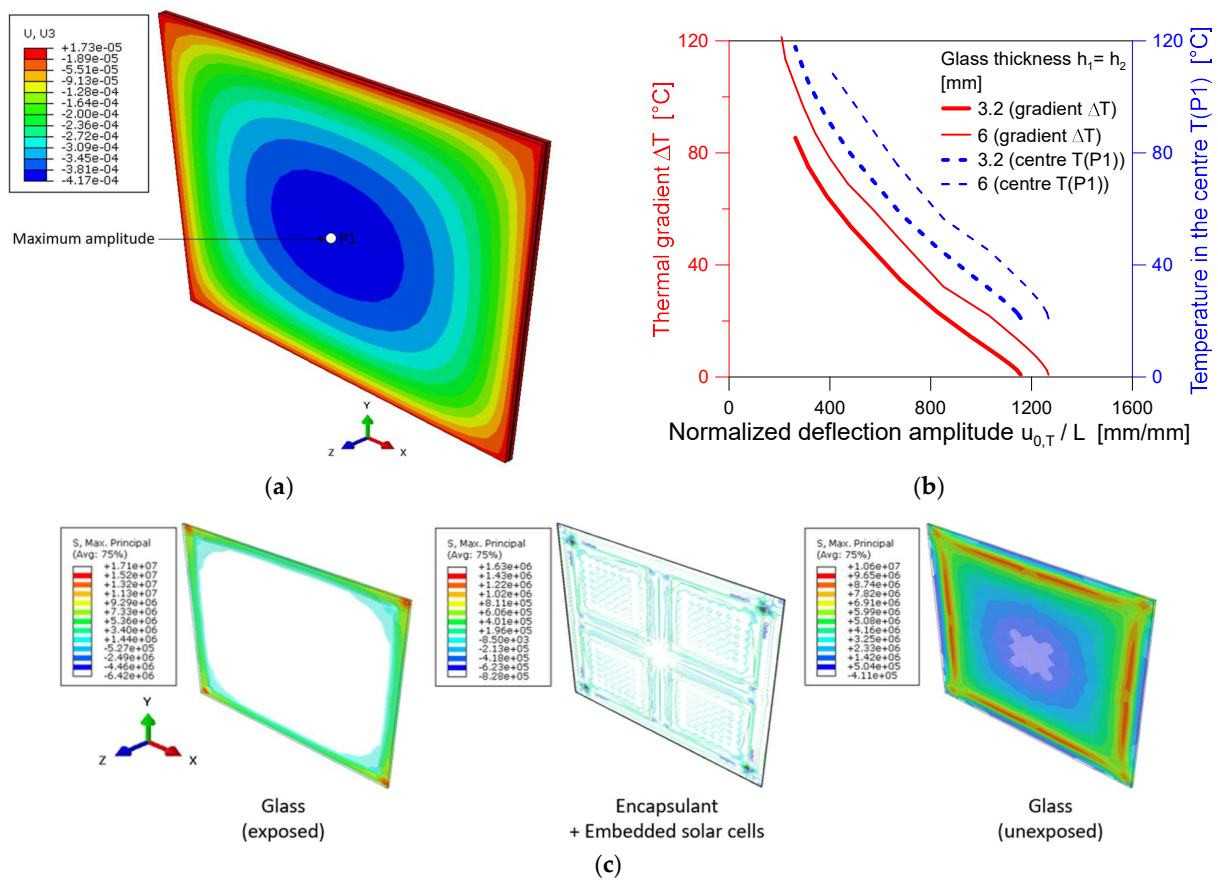 U, U3
+1.73e-05
-1.89e-05
-5.51e-05
-9.13e-05
-1.28e-04
-1.64e-04
-2.00e-04
-2.36e-04
-2.72e-04
-3.09e-04
-3.45e-04
-3.81e-04
-4.17e-04
Maximum amplitude
P1
Y
Z
X
(a)
Thermal gradient ΔT [°C]
120
80
40
0
Glass thickness h1= h2
[mm]
3.2 (gradient ΔT)
6 (gradient ΔT)
3.2 (centre T(P1))
6 (centre T(P1))
120
80
40
0
Temperature in the centre T(P1) [°C]
0 400 800 1200 1600
Normalized deflection amplitude u0,T / L [mm/mm]
(b)
S, Max. Principal
(Avg: 75%)
+1.71e+07
+1.52e+07
+1.32e+07
+1.13e+07
+9.29e+06
+7.33e+06
+5.36e+06
+3.40e+06
+1.44e+06
-5.27e+05
-2.49e+06
-4.46e+06
-6.42e+06
Y
Z
X
Glass
(exposed)
S, Max. Principal
(Avg: 75%)
+1.63e+06
+1.43e+06
+1.22e+06
+1.02e+06
+8.11e+05
+6.06e+05
+4.01e+05
+1.96e+05
-8.50e+03
-2.13e+05
-4.18e+05
-6.23e+05
-8.28e+05
Encapsulant
+ Embedded solar cells
S, Max. Principal
(Avg: 75%)
+1.06e+07
+9.65e+06
+8.74e+06
+7.82e+06
+6.91e+06
+5.99e+06
+5.08e+06
+4.16e+06
+3.25e+06
+2.33e+06
+1.42e+06
+5.04e+05
-4.11e+05
Glass
(unexposed)
(c)